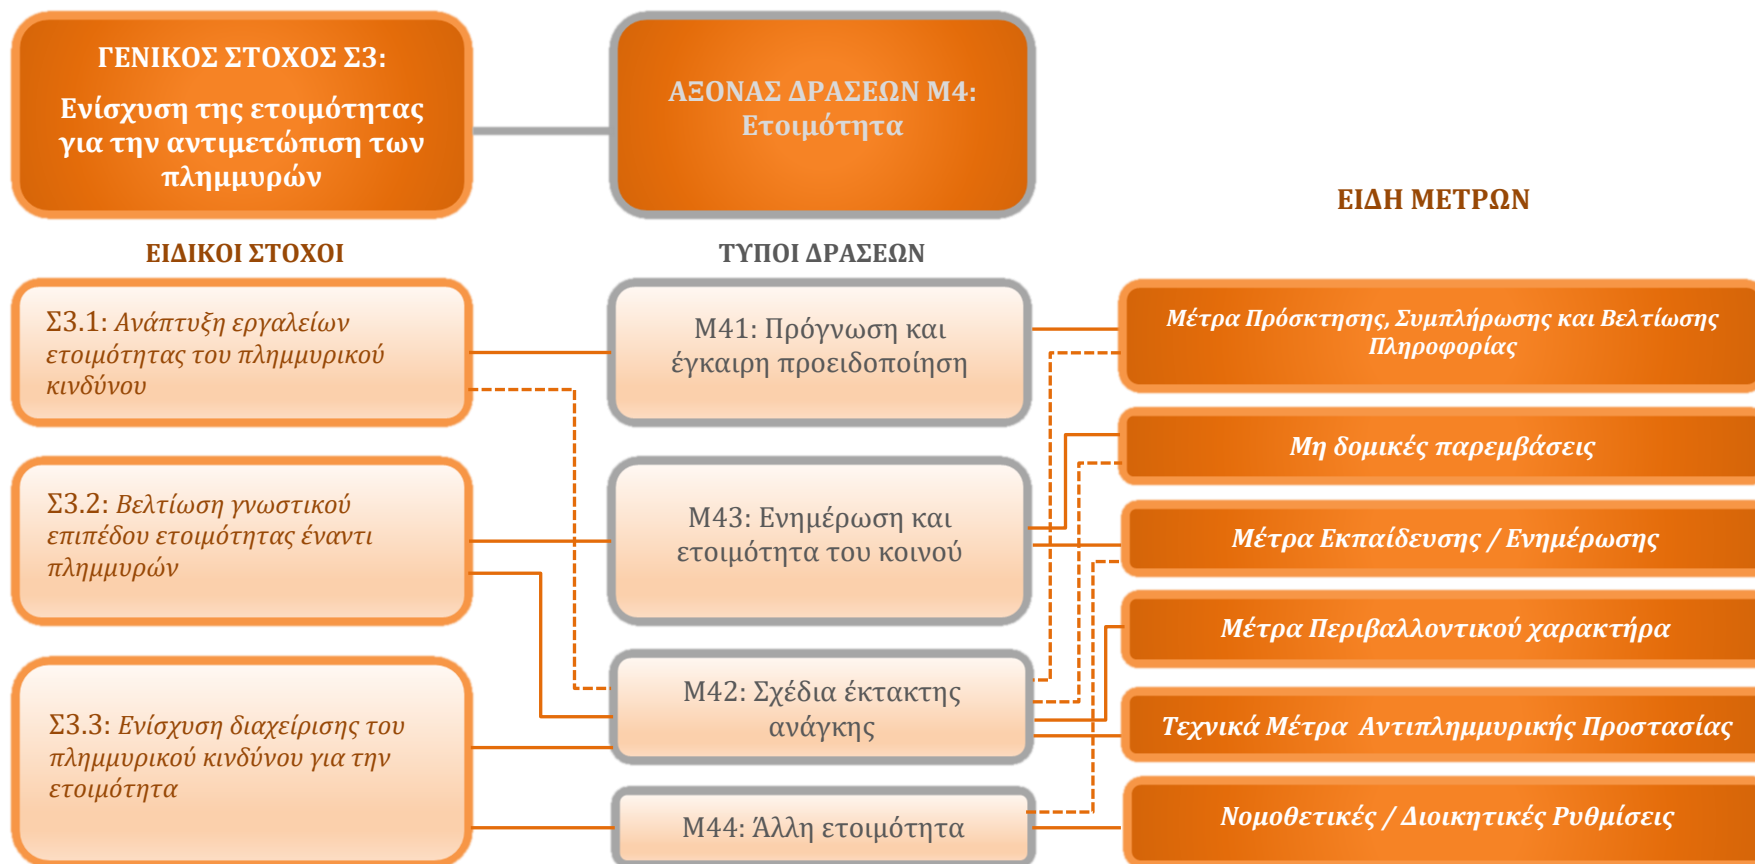 ΓΕΝΙΚΟΣ ΣΤΟΧΟΣ Σ3:
Ενίσχυση της ετοιμότητας
για την αντιμετώπιση των
πλημμυρών
ΑΞΟΝΑΣ ΔΡΑΣΕΩΝ Μ4:
Ετοιμότητα
ΕΙΔΗ ΜΕΤΡΩΝ
ΕΙΔΙΚΟΙ ΣΤΟΧΟΙ
ΤΥΠΟΙ ΔΡΑΣΕΩΝ
Σ3.1: Ανάπτυξη εργαλείων
ετοιμότητας του πλημμυρικού
κινδύνου
Σ3.2: Βελτίωση γνωστικού
επιπέδου ετοιμότητας έναντι
πλημμυρών
Σ3.3: Ενίσχυση διαχείρισης του
πλημμυρικού κινδύνου για την
ετοιμότητα
Μ41: Πρόγνωση και
έγκαιρη προειδοποίηση
Μ43: Ενημέρωση και
ετοιμότητα του κοινού
Μ42: Σχέδια έκτακτης
ανάγκης
Μ44: Άλλη ετοιμότητα
Μέτρα Πρόσκτησης, Συμπλήρωσης και Βελτίωσης
Πληροφορίας
Μη δομικές παρεμβάσεις
Μέτρα Εκπαίδευσης / Ενημέρωσης
Μέτρα Περιβαλλοντικού χαρακτήρα
Τεχνικά Μέτρα Αντιπλημμυρικής Προστασίας
Νομοθετικές / Διοικητικές Ρυθμίσεις